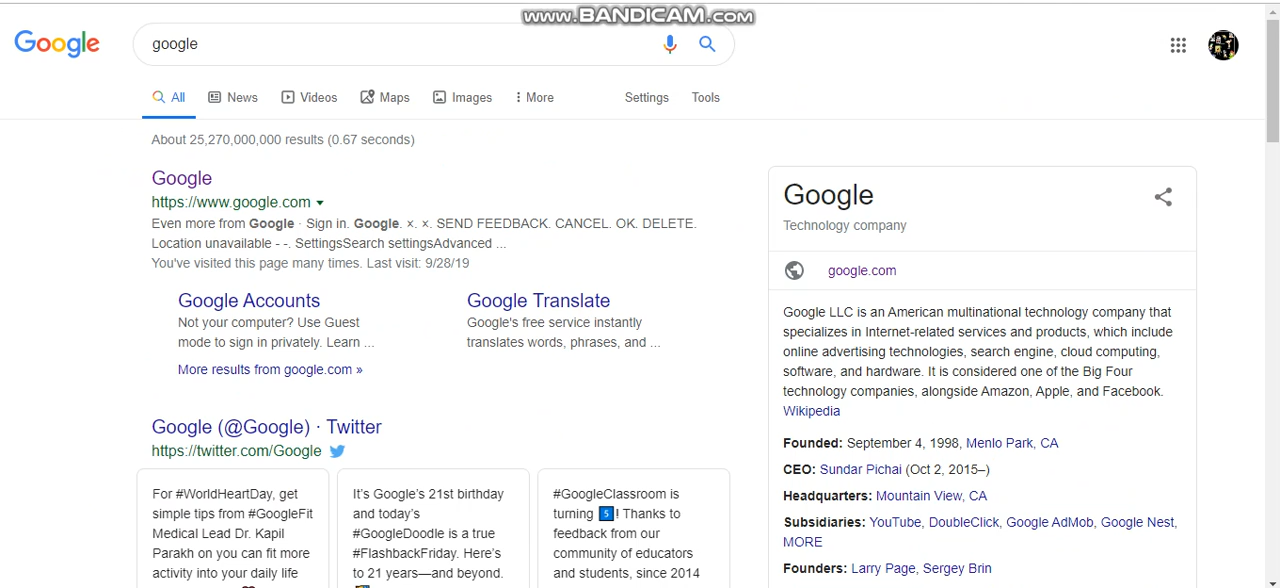 www.BANDICAM.com
Google
google
All
News
Videos
Maps
Images
More
Settings
Tools
About 25,270,000,000 results (0.67 seconds)
Google
https://www.google.com
Even more from Google · Sign in. Google. ×. ×. SEND FEEDBACK. CANCEL. OK. DELETE.
Location unavailable - -. SettingsSearch settingsAdvanced ...
You've visited this page many times. Last visit: 9/28/19
Google Accounts
Not your computer? Use Guest
mode to sign in privately. Learn ...
Google Translate
Google's free service instantly
translates words, phrases, and ...
More results from google.com »
Google (@Google) · Twitter
https://twitter.com/Google
For #WorldHeartDay, get
simple tips from #GoogleFit
Medical Lead Dr. Kapil
Parakh on you can fit more
activity into your daily life
It's Google's 21st birthday
and today's
#GoogleDoodle is a true
#FlashbackFriday. Here's
to 21 years—and beyond.
#GoogleClassroom is
turning 5! Thanks to
feedback from our
community of educators
and students, since 2014
Google
Technology company
google.com
Google LLC is an American multinational technology company that
specializes in Internet-related services and products, which include
online advertising technologies, search engine, cloud computing,
software, and hardware. It is considered one of the Big Four
technology companies, alongside Amazon, Apple, and Facebook.
Wikipedia
Founded: September 4, 1998, Menlo Park, CA
CEO: Sundar Pichai (Oct 2, 2015–)
Headquarters: Mountain View, CA
Subsidiaries: YouTube, DoubleClick, Google AdMob, Google Nest,
MORE
Founders: Larry Page, Sergey Brin